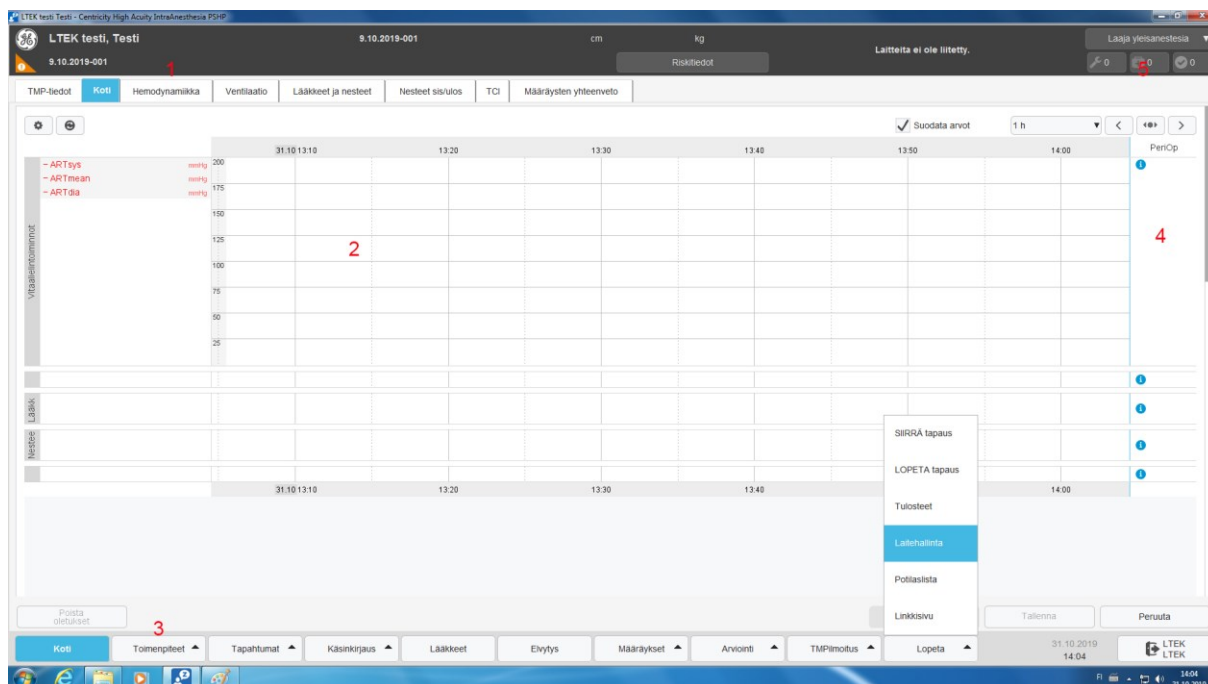 LTEK testi Testi - Centricity High Acuity IntraAnesthesia PSHP
LTEK testi, Testi
9.10.2019-001
cm
kg
Laitteita ei ole liitetty.
Laaja yleisanestesia
9.10.2019-001
1
Riskitiedot
0
0
0
5
TMP-tiedot
Koti
Hemodynamiikka
Ventilaatio
Lääkkeet ja nesteet
Nesteet sis/ulos
TCI
Määräysten yhteenveto
Suodata arvot
1 h
31.10 13:10
13:20
13:30
13:40
13:50
14:00
PeriOp
Vitaalielintoiminnot
- ARTsys mmHg
- ARTmean mmHg
- ARTdia mmHg
200
175
150
125
100
75
50
25
2
4
Lääkk
Nestee
31.10 13:10
13:20
13:30
13:40
14:00
SIIRRÄ tapaus
LOPETA tapaus
Tulosteet
Laitehallinta
Potilaslista
Linkkisivu
Poista
oletukset
3
Tallenna
Peruuta
Koti
Toimenpiteet
Tapahtumat
Käsinkirjaus
Lääkkeet
Elvytys
Määräykset
Arviointi
TMPilmoitus
Lopeta
31.10.2019
14:04
LTEK
LTEK
FI
14:04
31.10.2019